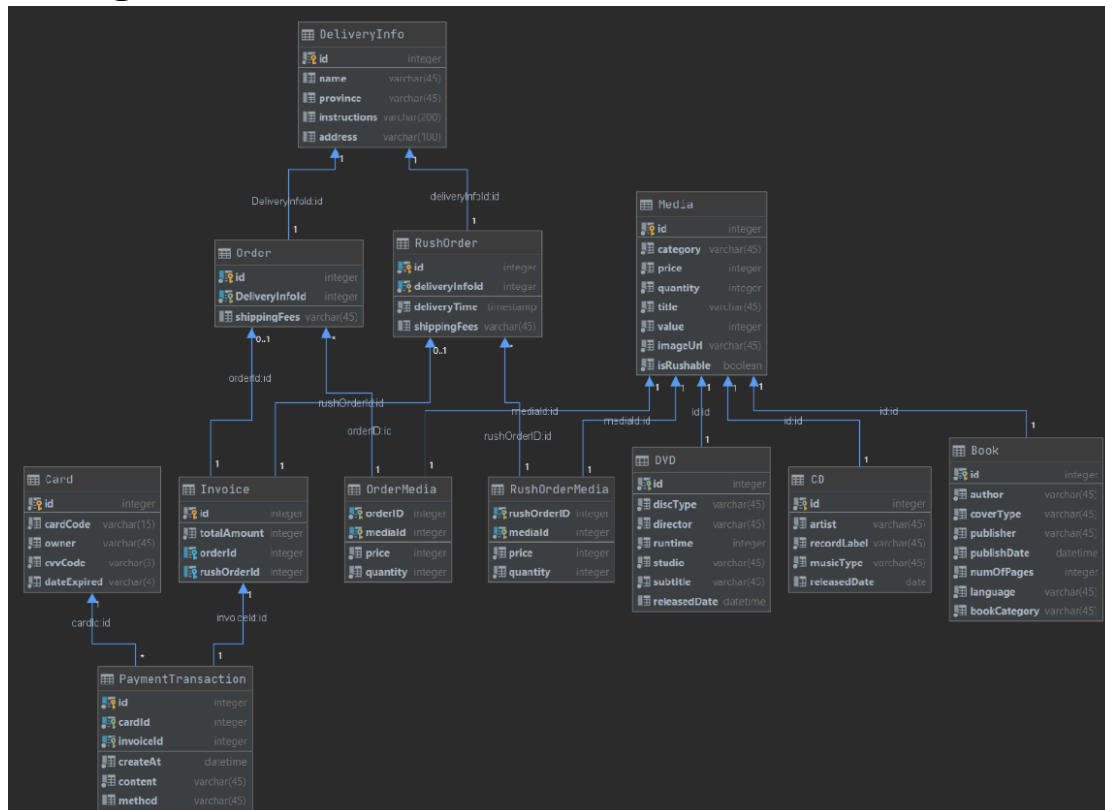 DeliveryInfo
id integer
name varchar(45)
province varchar(45)
instructions varchar(200)
address varchar(100)
1
1
DeliveryInfoId:id
deliveryInfoId:id
1
1
Order
id integer
DeliveryInfoId integer
shippingFees varchar(45)
RushOrder
id integer
deliveryInfoId integer
deliveryTime timestamp
shippingFees varchar(45)
Media
id integer
category varchar(45)
price integer
quantity integer
title varchar(45)
value integer
imageUrl varchar(45)
isRushable boolean
0..1
*
0..1
*
orderId:id
rushOrderId:id
orderID:id
rushOrderID:id
mediaId:id
mediaId:id
id:id
id:id
id:id
1
1
1
1
1
1
1
1
1
1
1
1
1
Card
id integer
cardCode varchar(15)
owner varchar(45)
cvvCode varchar(3)
dateExpired varchar(4)
Invoice
id integer
totalAmount integer
orderId integer
rushOrderId integer
OrderMedia
orderID integer
mediaId integer
price integer
quantity integer
RushOrderMedia
rushOrderID integer
mediaId integer
price integer
quantity integer
DVD
id integer
discType varchar(45)
director varchar(45)
runtime integer
studio varchar(45)
subtitle varchar(45)
releasedDate datetime
CD
id integer
artist varchar(45)
recordLabel varchar(45)
musicType varchar(45)
releasedDate date
Book
id integer
author varchar(45)
coverType varchar(45)
publisher varchar(45)
publishDate datetime
numOfPages integer
language varchar(45)
bookCategory varchar(45)
1
1
cardId:id
invoiceId:id
*
1
PaymentTransaction
id integer
cardId integer
invoiceId integer
createAt datetime
content varchar(45)
method varchar(45)